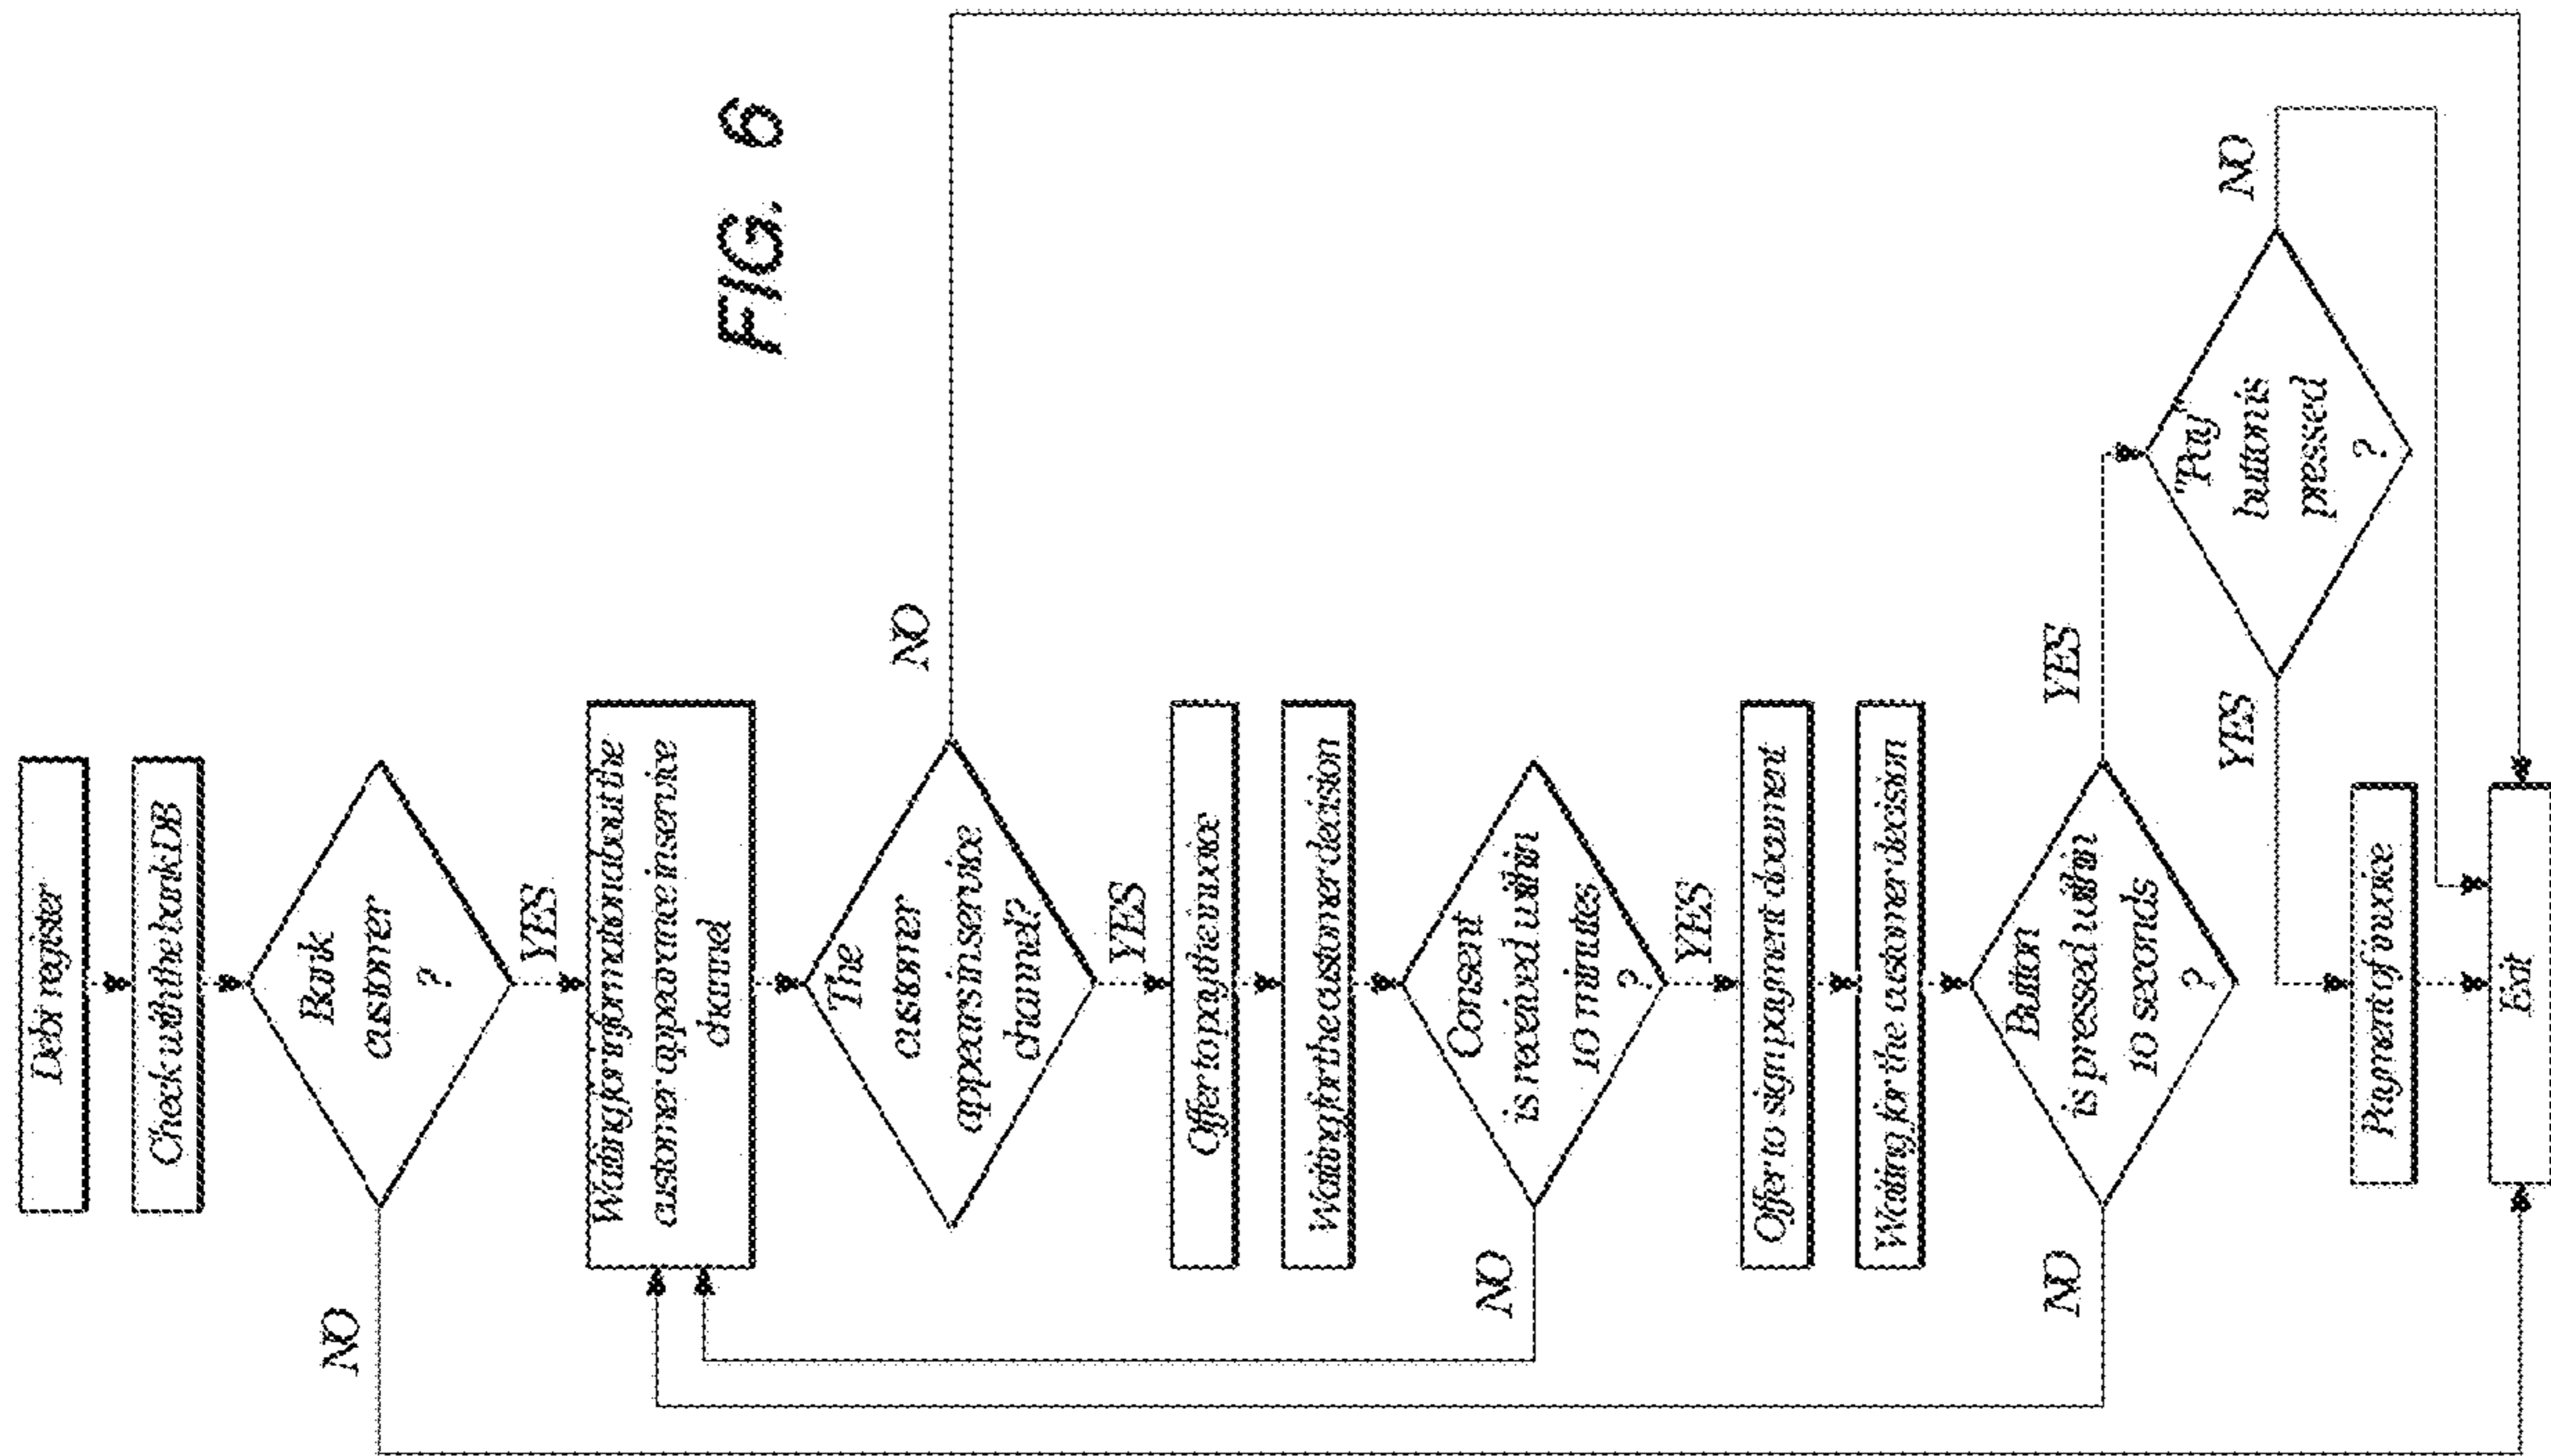 FIG. 6
Debt register
Check with the bank DB
Bank
customer
?
NO
YES
Waiting for information about the
customer appearance in service
channel
The
customer
appears in service
channel?
NO
YES
Offer to pay the invoice
Waiting for the customer decision
Consent
is received within
10 minutes
?
NO
YES
Offer to sign payment document
Waiting for the customer decision
Button
is pressed within
10 seconds
?
NO
YES
"Pay"
button is
pressed
?
YES
NO
Payment of invoice
Exit